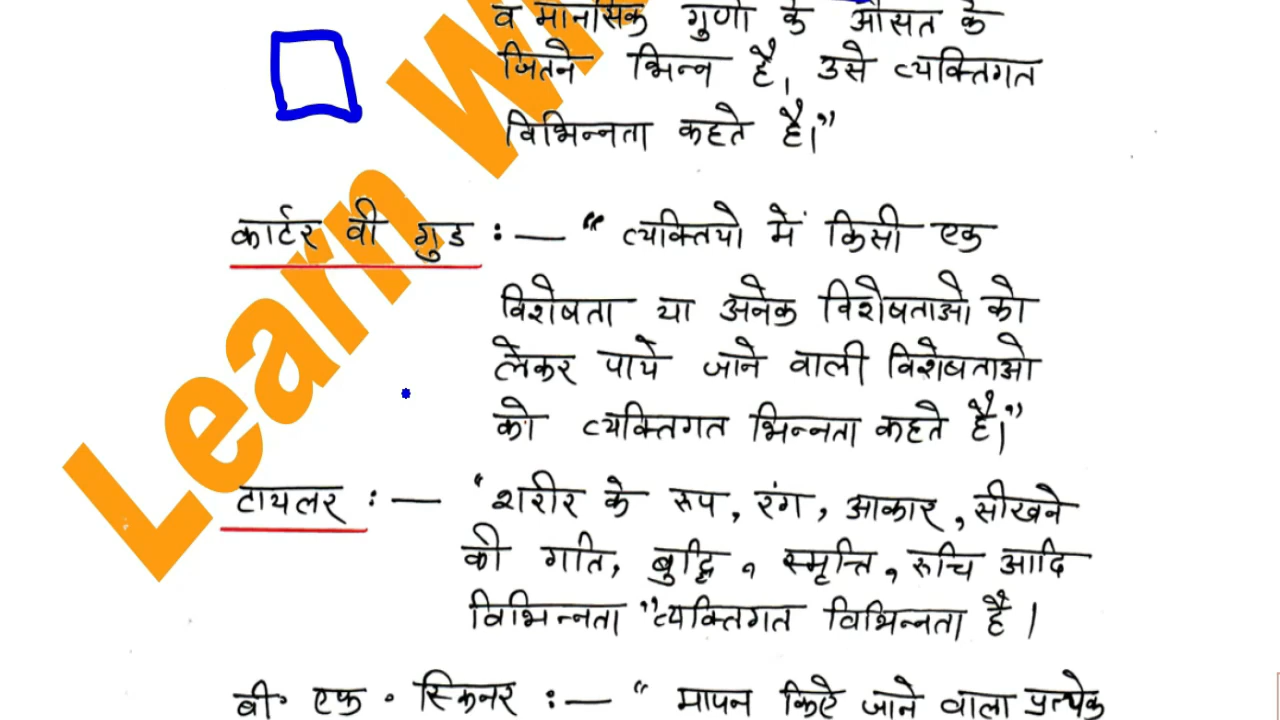 व मानसिक गुणो के औसत के
जितने भिन्न है, उसे व्यक्तिगत
विभिन्नता कहते है।”
कार्टर वी गुड :— “ व्यक्तियो में किसी एक
विशेषता या अनेक विशेषताओ को
लेकर पाये जाने वाली विशेषताओ
को व्यक्तिगत भिन्नता कहते है।”
टायलर :— “शरीर के रूप, रंग, आकार, सीखने
की गति, बुद्धि, स्मृत्ति, रूचि आदि
विभिन्नता ”व्यक्तिगत विभिन्नता है।
बी॰ एफ॰ स्किनर :— “ मापन किऐ जाने वाला प्रत्येक
Learn W